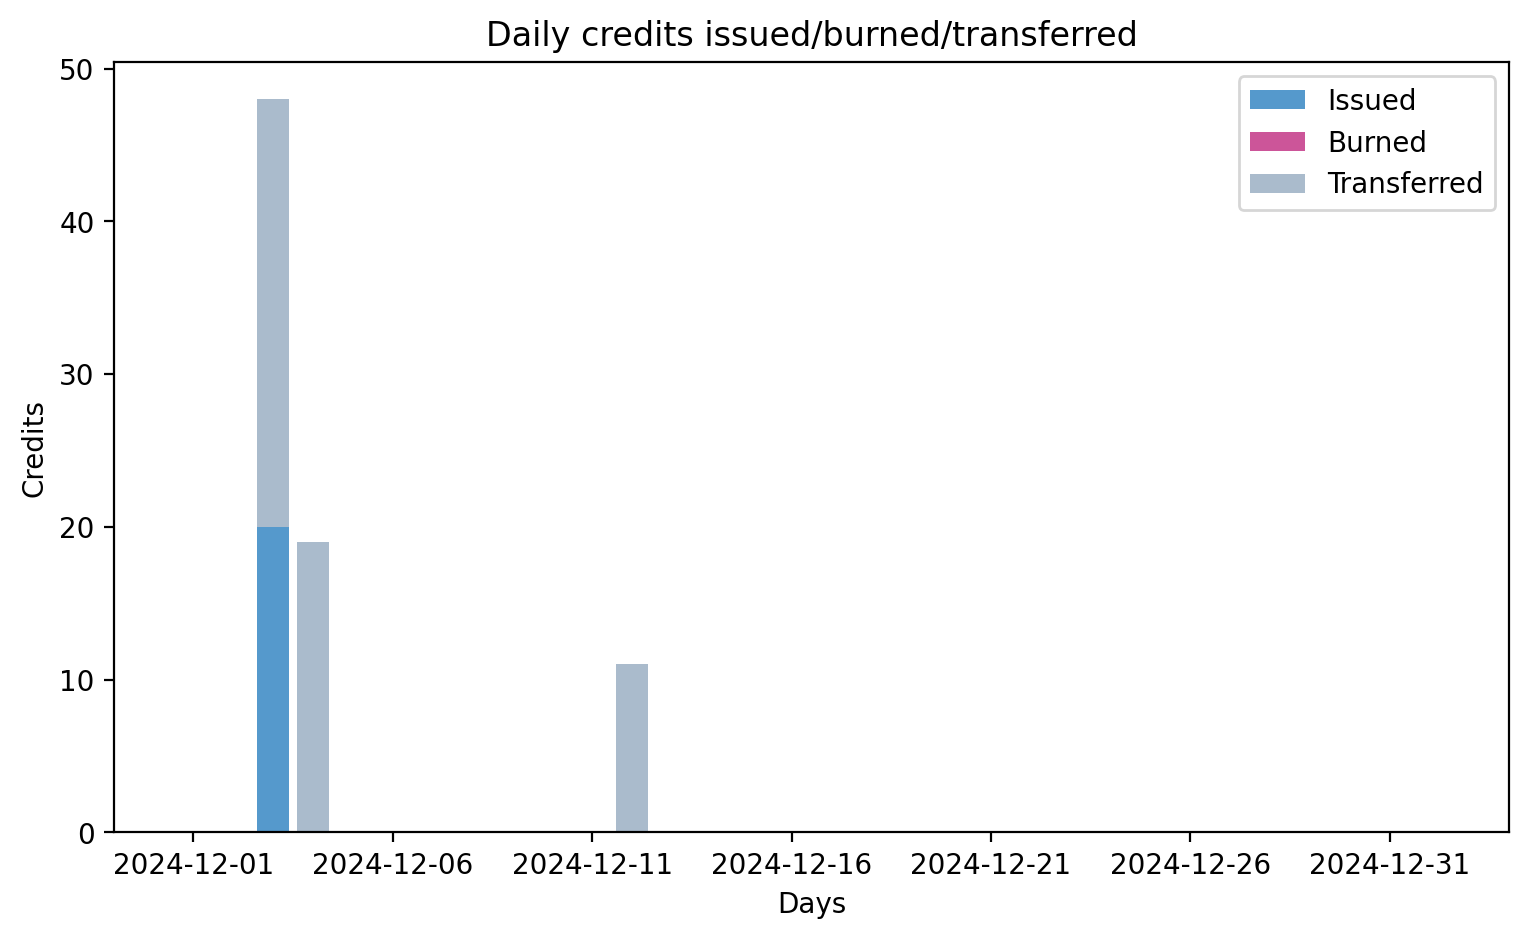 Daily credits issued/burned/transferred
50
40
30
20
10
0
Credits
Issued
Burned
Transferred
2024-12-01 2024-12-06 2024-12-11 2024-12-16 2024-12-21 2024-12-26 2024-12-31
Days